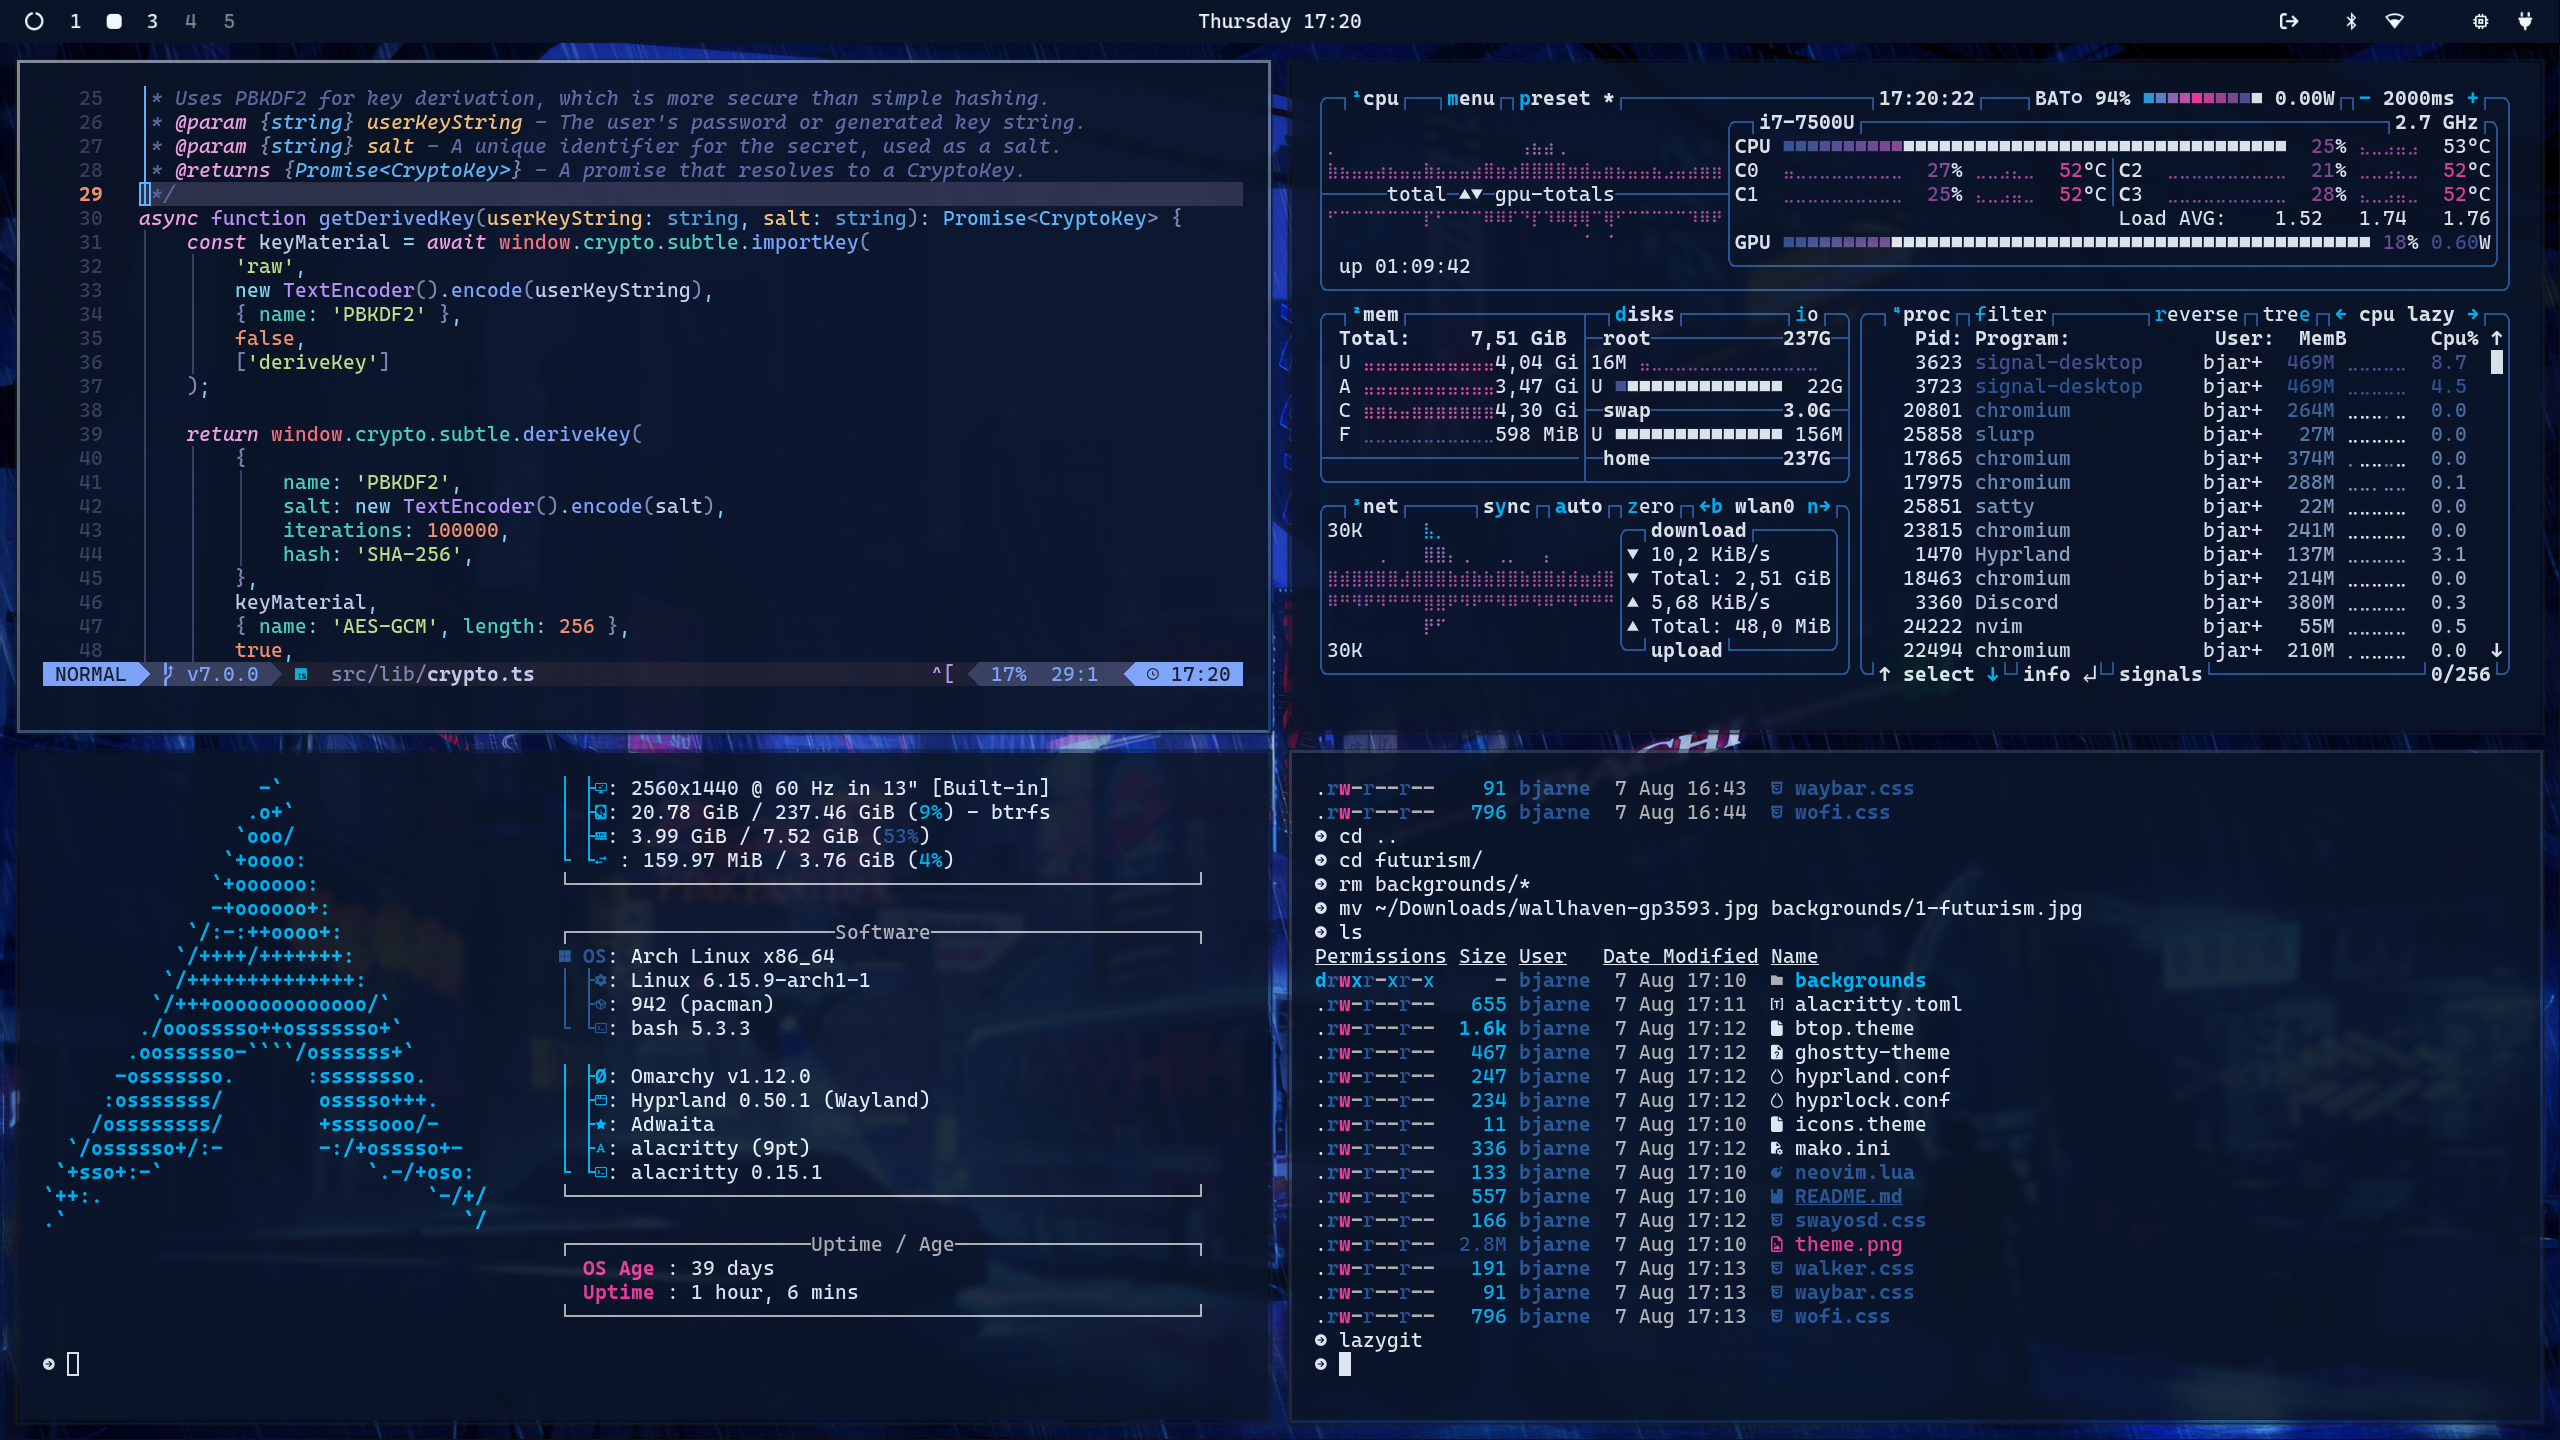 1 3 4 5
Thursday 17:20
25 * Uses PBKDF2 for key derivation, which is more secure than simple hashing.
26 * @param {string} userKeyString - The user's password or generated key string.
27 * @param {string} salt - A unique identifier for the secret, used as a salt.
28 * @returns {Promise<CryptoKey>} - A promise that resolves to a CryptoKey.
29 */
30 async function getDerivedKey(userKeyString: string, salt: string): Promise<CryptoKey> {
31 const keyMaterial = await window.crypto.subtle.importKey(
32 'raw',
33 new TextEncoder().encode(userKeyString),
34 { name: 'PBKDF2' },
35 false,
36 ['deriveKey']
37 );
38
39 return window.crypto.subtle.deriveKey(
40 {
41 name: 'PBKDF2',
42 salt: new TextEncoder().encode(salt),
43 iterations: 100000,
44 hash: 'SHA-256',
45 },
46 keyMaterial,
47 { name: 'AES-GCM', length: 256 },
48 true,
NORMAL v7.0.0 src/lib/crypto.ts ^[ 17% 29:1 17:20
¹cpu menu preset * 17:20:22 BAT 94% 0.00W - 2000ms +
i7-7500U 2.7 GHz
CPU 25% 53°C
C0 27% 52°C C2 21% 52°C
C1 25% 52°C C3 28% 52°C
total ▲▼ gpu-totals
Load AVG: 1.52 1.74 1.76
GPU 18% 0.60W
up 01:09:42
²mem disks io
Total: 7,51 GiB root 237G
U 4,04 Gi 16M
A 3,47 Gi U 22G
C 4,30 Gi swap 3.0G
F 598 MiB U 156M
home 237G
³net sync auto zero ←b wlan0 n→
30K download
▼ 10,2 KiB/s
▼ Total: 2,51 GiB
▲ 5,68 KiB/s
▲ Total: 48,0 MiB
30K upload
⁴proc filter reverse tree ← cpu lazy →
Pid: Program: User: MemB Cpu% ↑
3623 signal-desktop bjar+ 469M 8.7
3723 signal-desktop bjar+ 469M 4.5
20801 chromium bjar+ 264M 0.0
25858 slurp bjar+ 27M 0.0
17865 chromium bjar+ 374M 0.0
17975 chromium bjar+ 288M 0.1
25851 satty bjar+ 22M 0.0
23815 chromium bjar+ 241M 0.0
1470 Hyprland bjar+ 137M 3.1
18463 chromium bjar+ 214M 0.0
3360 Discord bjar+ 380M 0.3
24222 nvim bjar+ 55M 0.5
22494 chromium bjar+ 210M 0.0 ↓
↑ select ↓ info ↵ signals 0/256
-`
.o+`
`ooo/
`+oooo:
`+oooooo:
-+oooooo+:
`/:-:++oooo+:
`/++++/+++++++:
`/++++++++++++++:
`/+++ooooooooooooo/`
./ooosssso++osssssso+`
.oossssso-````/ossssss+`
-osssssso. :ssssssso.
:osssssss/ osssso+++.
/ossssssss/ +ssssooo/-
`/ossssso+/:- -:/+osssso+-
`+sso+:-` `.-/+oso:
`++:. `-/+/
.` `/
: 2560x1440 @ 60 Hz in 13" [Built-in]
: 20.78 GiB / 237.46 GiB (9%) - btrfs
: 3.99 GiB / 7.52 GiB (53%)
: 159.97 MiB / 3.76 GiB (4%)
Software
OS: Arch Linux x86_64
: Linux 6.15.9-arch1-1
: 942 (pacman)
: bash 5.3.3
: Omarchy v1.12.0
: Hyprland 0.50.1 (Wayland)
: Adwaita
: alacritty (9pt)
: alacritty 0.15.1
Uptime / Age
OS Age : 39 days
Uptime : 1 hour, 6 mins
.rw-r--r-- 91 bjarne 7 Aug 16:43 waybar.css
.rw-r--r-- 796 bjarne 7 Aug 16:44 wofi.css
cd ..
cd futurism/
rm backgrounds/*
mv ~/Downloads/wallhaven-gp3593.jpg backgrounds/1-futurism.jpg
ls
Permissions Size User Date Modified Name
drwxr-xr-x - bjarne 7 Aug 17:10 backgrounds
.rw-r--r-- 655 bjarne 7 Aug 17:11 alacritty.toml
.rw-r--r-- 1.6k bjarne 7 Aug 17:12 btop.theme
.rw-r--r-- 467 bjarne 7 Aug 17:12 ghostty-theme
.rw-r--r-- 247 bjarne 7 Aug 17:12 hyprland.conf
.rw-r--r-- 234 bjarne 7 Aug 17:12 hyprlock.conf
.rw-r--r-- 11 bjarne 7 Aug 17:10 icons.theme
.rw-r--r-- 336 bjarne 7 Aug 17:12 mako.ini
.rw-r--r-- 133 bjarne 7 Aug 17:10 neovim.lua
.rw-r--r-- 557 bjarne 7 Aug 17:10 README.md
.rw-r--r-- 166 bjarne 7 Aug 17:12 swayosd.css
.rw-r--r-- 2.8M bjarne 7 Aug 17:10 theme.png
.rw-r--r-- 191 bjarne 7 Aug 17:13 walker.css
.rw-r--r-- 91 bjarne 7 Aug 17:13 waybar.css
.rw-r--r-- 796 bjarne 7 Aug 17:13 wofi.css
lazygit